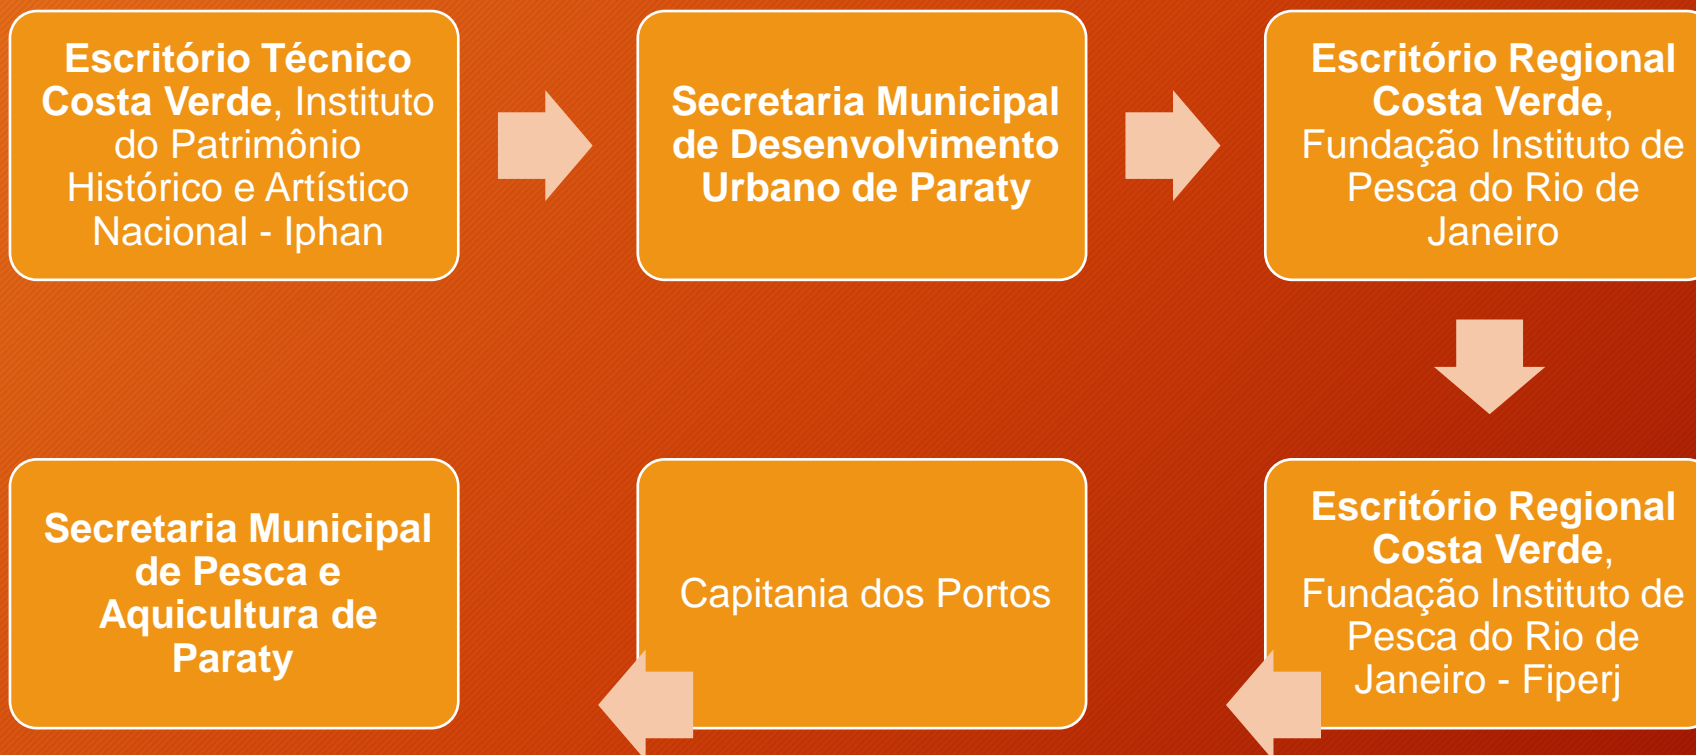 Escritório Técnico
Costa Verde, Instituto
do Patrimônio
Histórico e Artístico
Nacional - Iphan
Secretaria Municipal
de Desenvolvimento
Urbano de Paraty
Escritório Regional
Costa Verde,
Fundação Instituto de
Pesca do Rio de
Janeiro
Escritório Regional
Costa Verde,
Fundação Instituto de
Pesca do Rio de
Janeiro - Fiperj
Capitania dos Portos
Secretaria Municipal
de Pesca e
Aquicultura de
Paraty